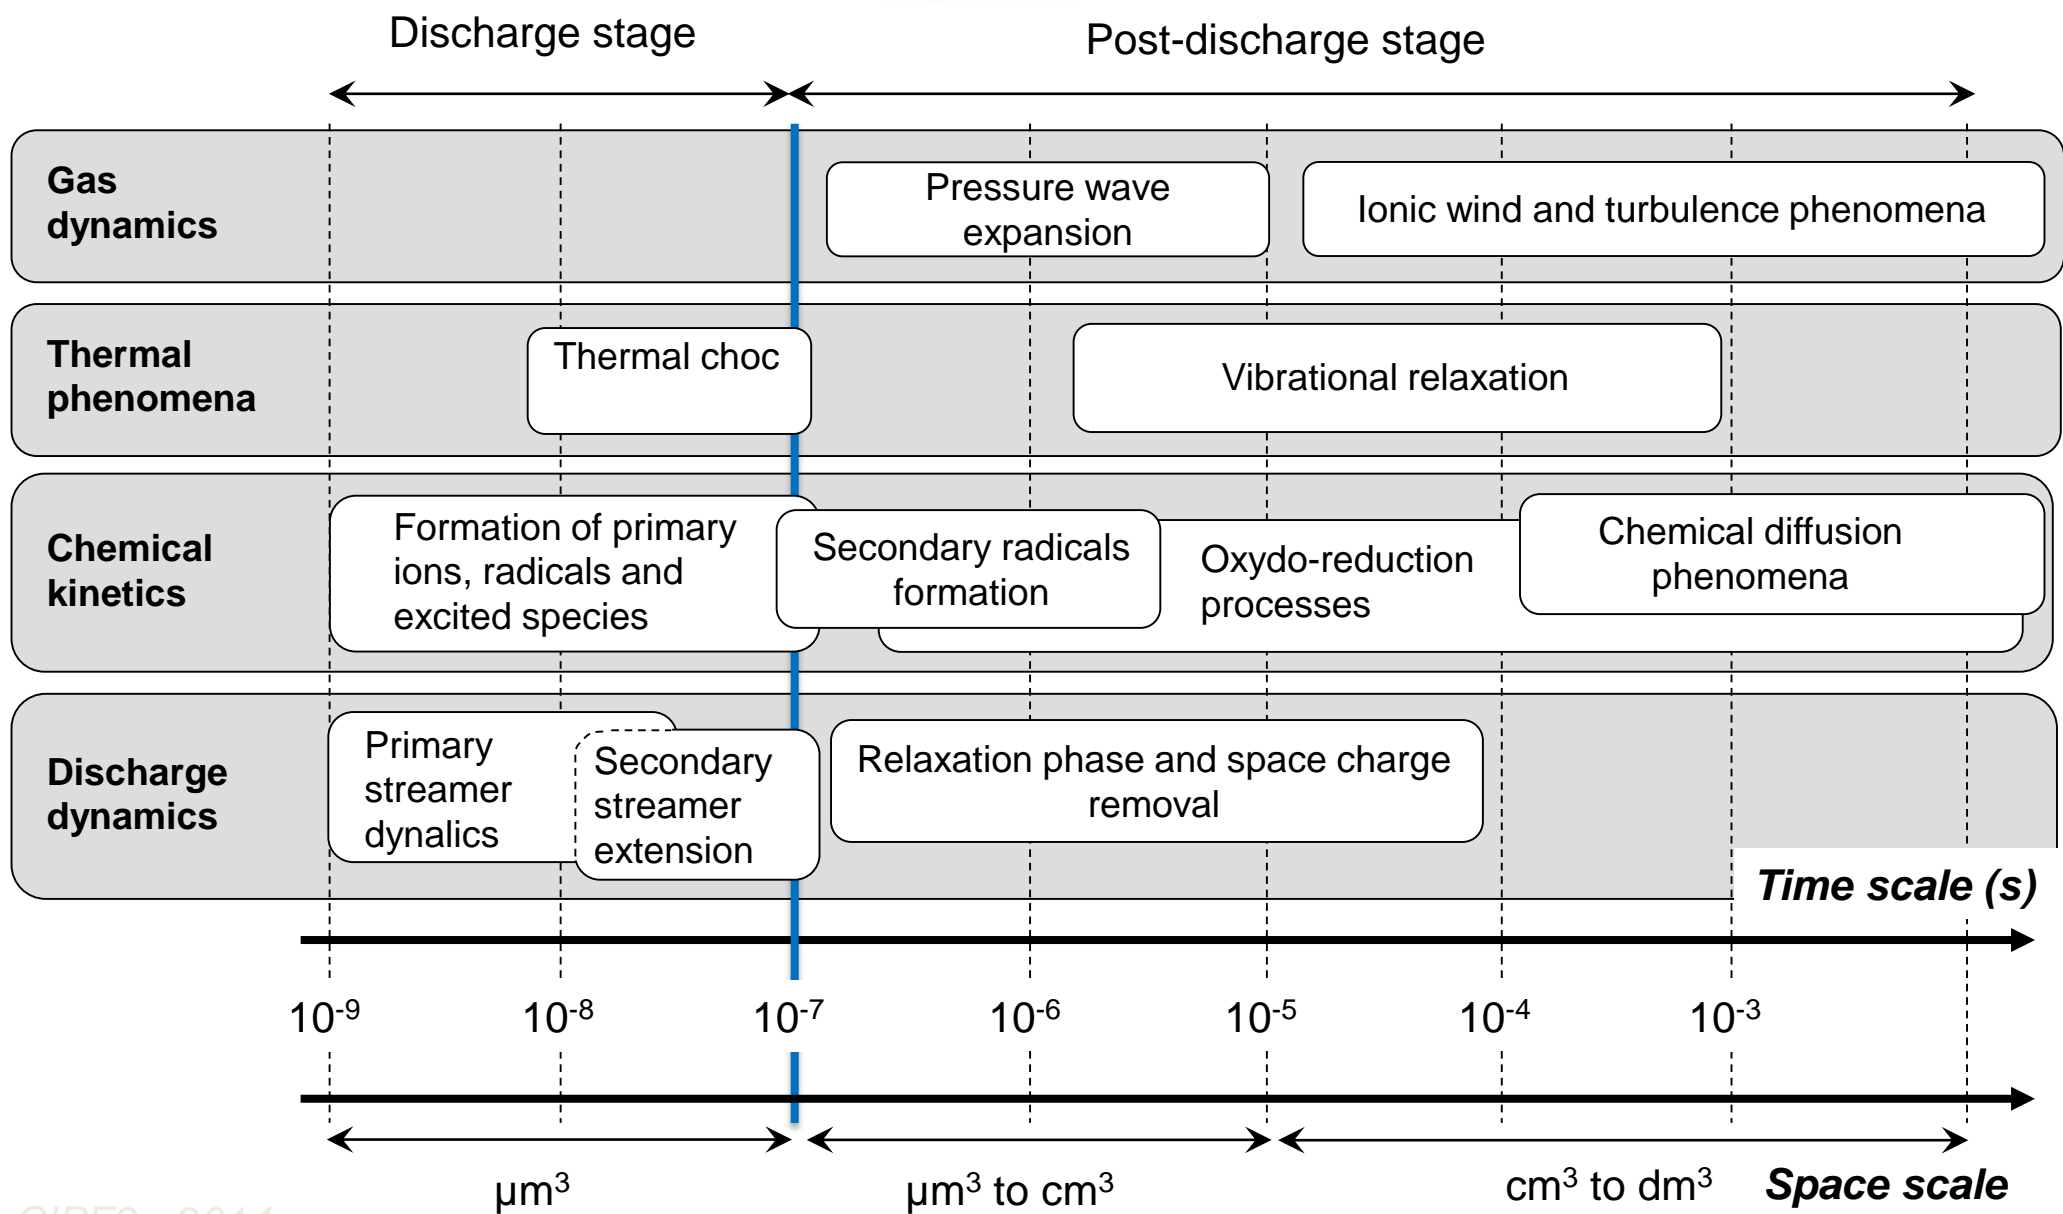 Discharge stage
Post-discharge stage
Gas
dynamics
Pressure wave
expansion
Ionic wind and turbulence phenomena
Thermal
phenomena
Thermal choc
Vibrational relaxation
Chemical
kinetics
Formation of primary
ions, radicals and
excited species
Secondary radicals
formation
Oxydo-reduction
processes
Chemical diffusion
phenomena
Discharge
dynamics
Primary
streamer
dynalics
Secondary
streamer
extension
Relaxation phase and space charge
removal
Time scale (s)
10⁻⁹ 10⁻⁸ 10⁻⁷ 10⁻⁶ 10⁻⁵ 10⁻⁴ 10⁻³
µm³ µm³ to cm³ cm³ to dm³ Space scale